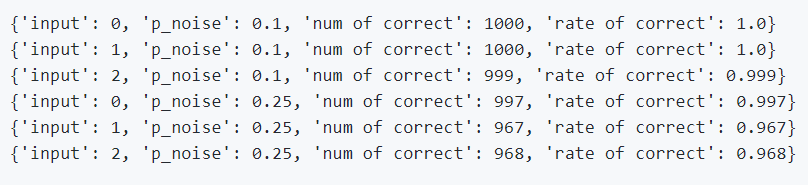 {'input': 0, 'p_noise': 0.1, 'num of correct': 1000, 'rate of correct': 1.0}
{'input': 1, 'p_noise': 0.1, 'num of correct': 1000, 'rate of correct': 1.0}
{'input': 2, 'p_noise': 0.1, 'num of correct': 999, 'rate of correct': 0.999}
{'input': 0, 'p_noise': 0.25, 'num of correct': 997, 'rate of correct': 0.997}
{'input': 1, 'p_noise': 0.25, 'num of correct': 967, 'rate of correct': 0.967}
{'input': 2, 'p_noise': 0.25, 'num of correct': 968, 'rate of correct': 0.968}